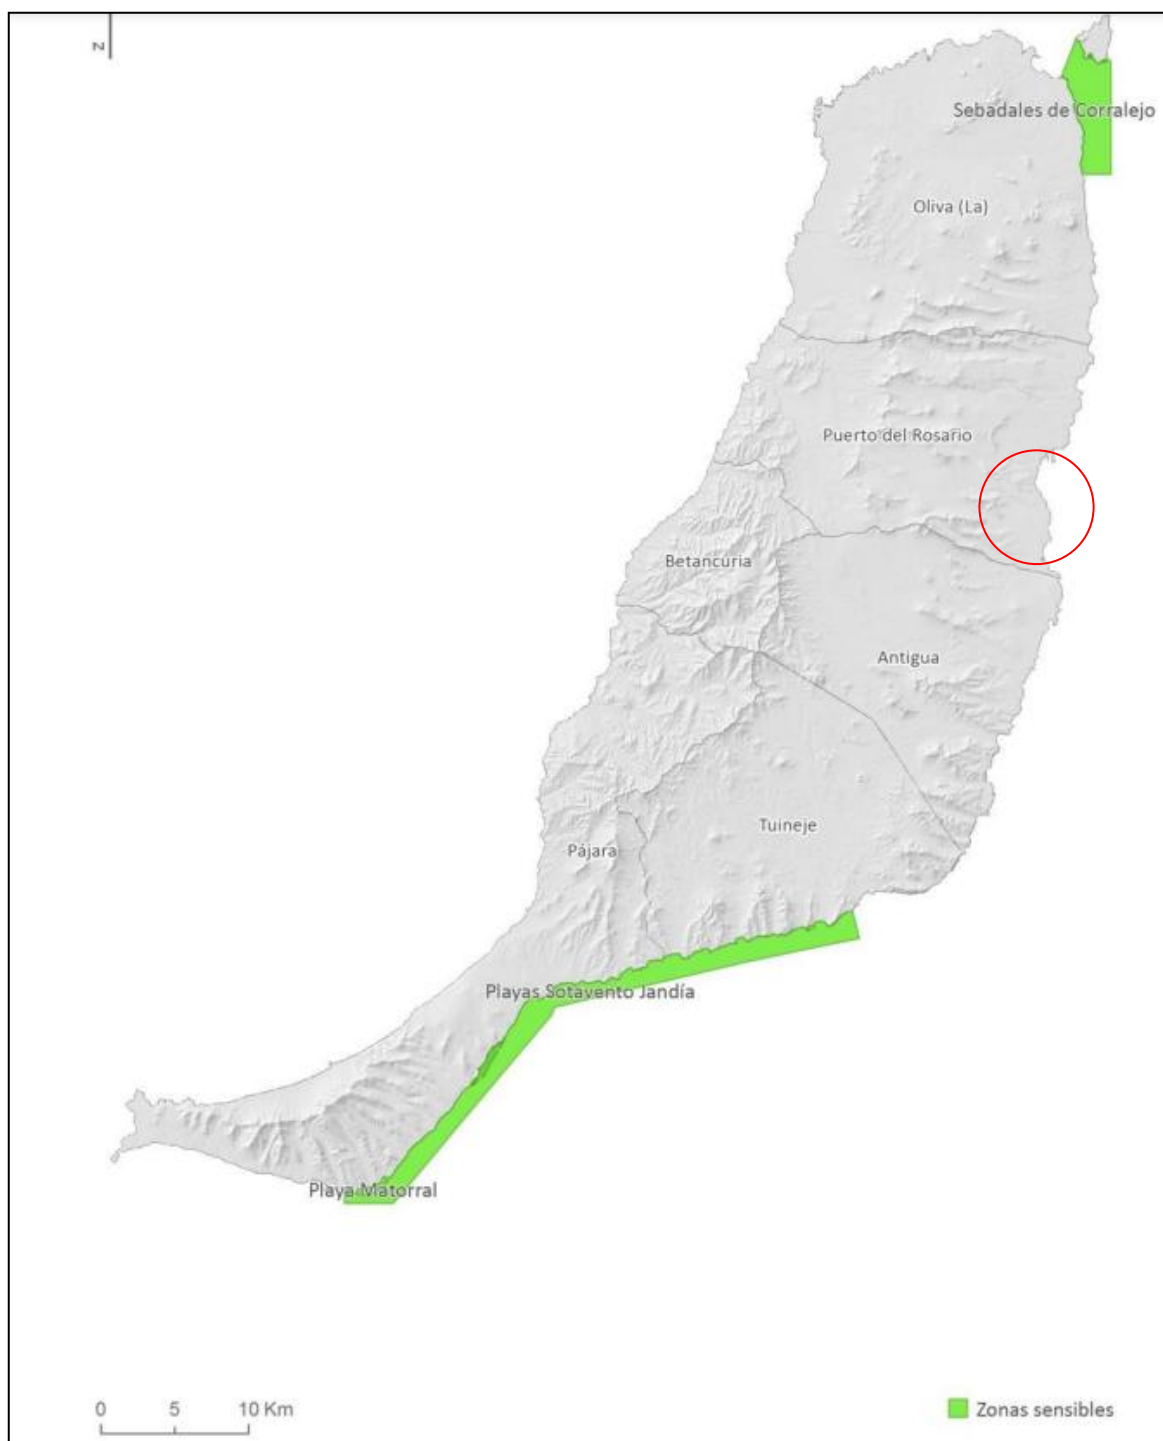 N
Sebadales de Corralejo
Oliva (La)
Puerto del Rosario
Betancuria
Antigua
Tuineje
Pájara
Playas Sotavento Jandía
Playa Matorral
0 5 10 Km
Zonas sensibles